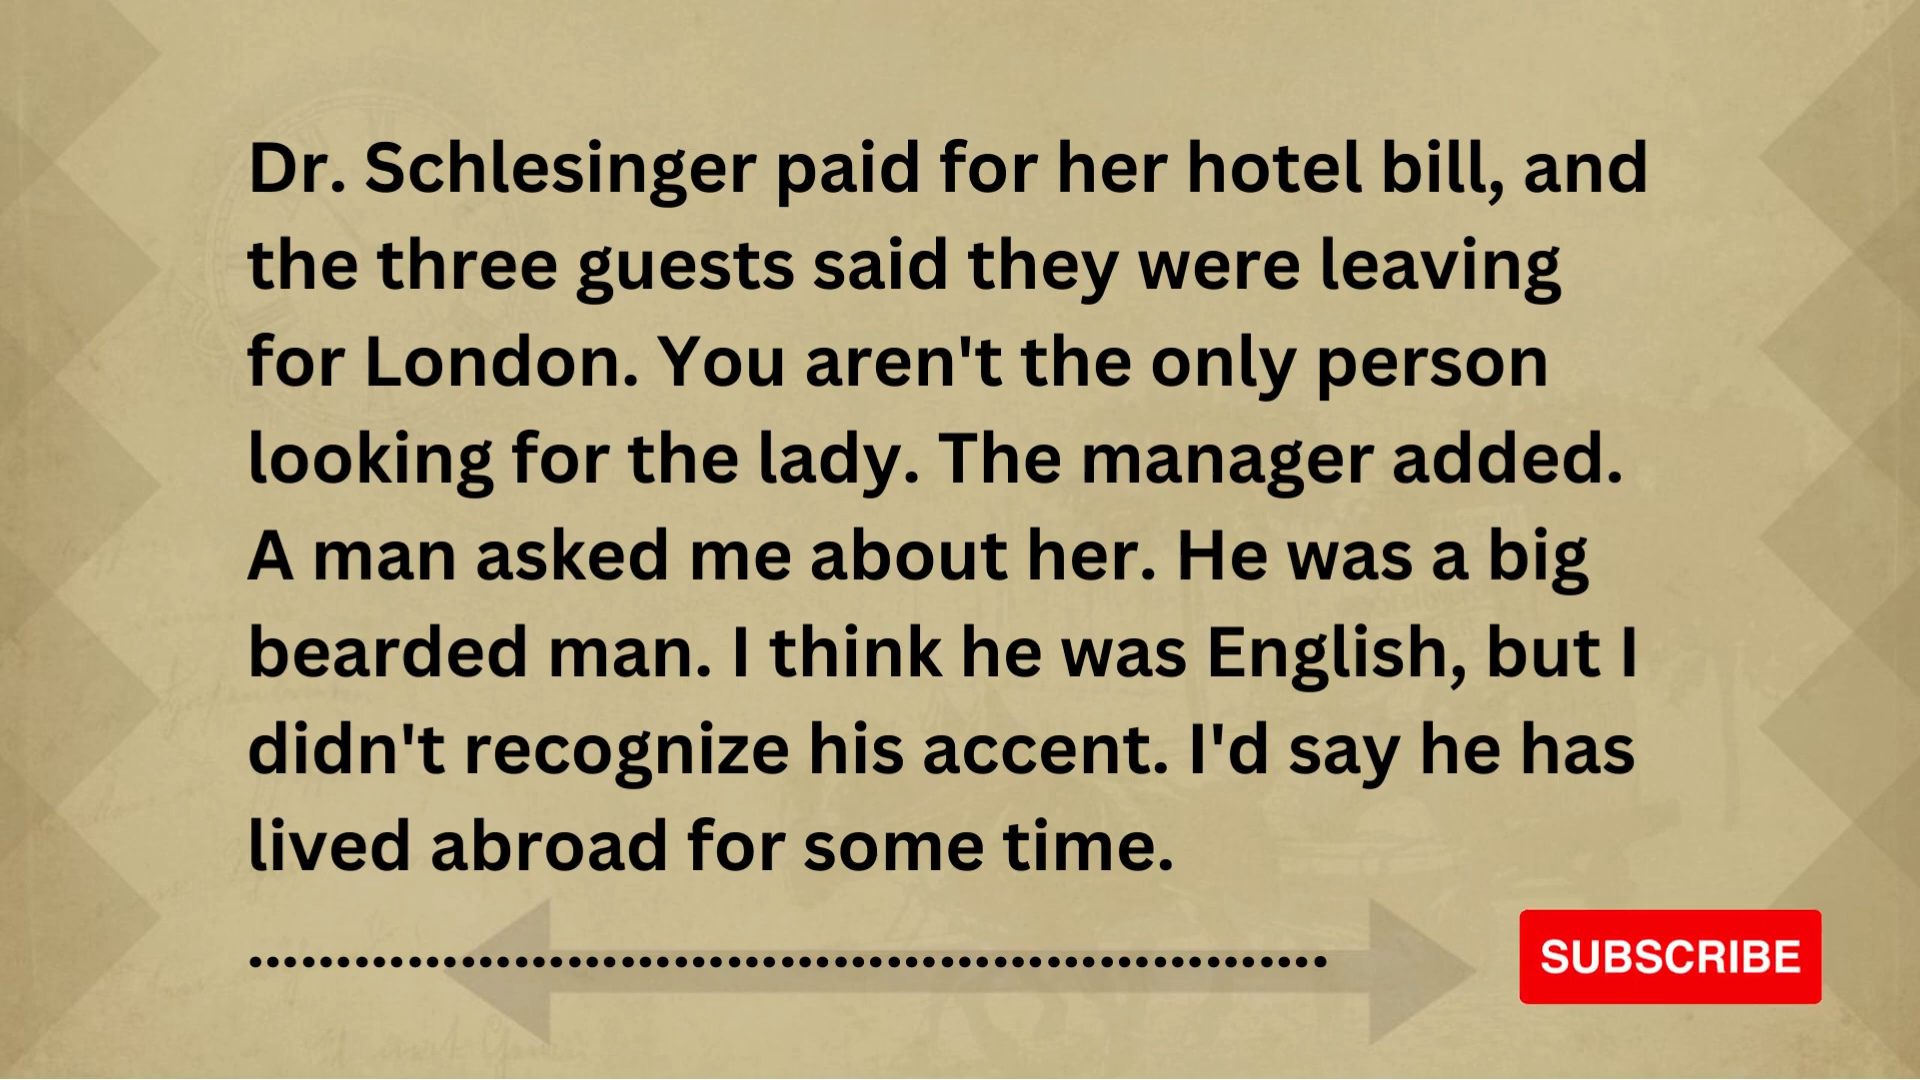 Dr. Schlesinger paid for her hotel bill, and
the three guests said they were leaving
for London. You aren't the only person
looking for the lady. The manager added.
A man asked me about her. He was a big
bearded man. I think he was English, but I
didn't recognize his accent. I'd say he has
lived abroad for some time.
............................................................
SUBSCRIBE